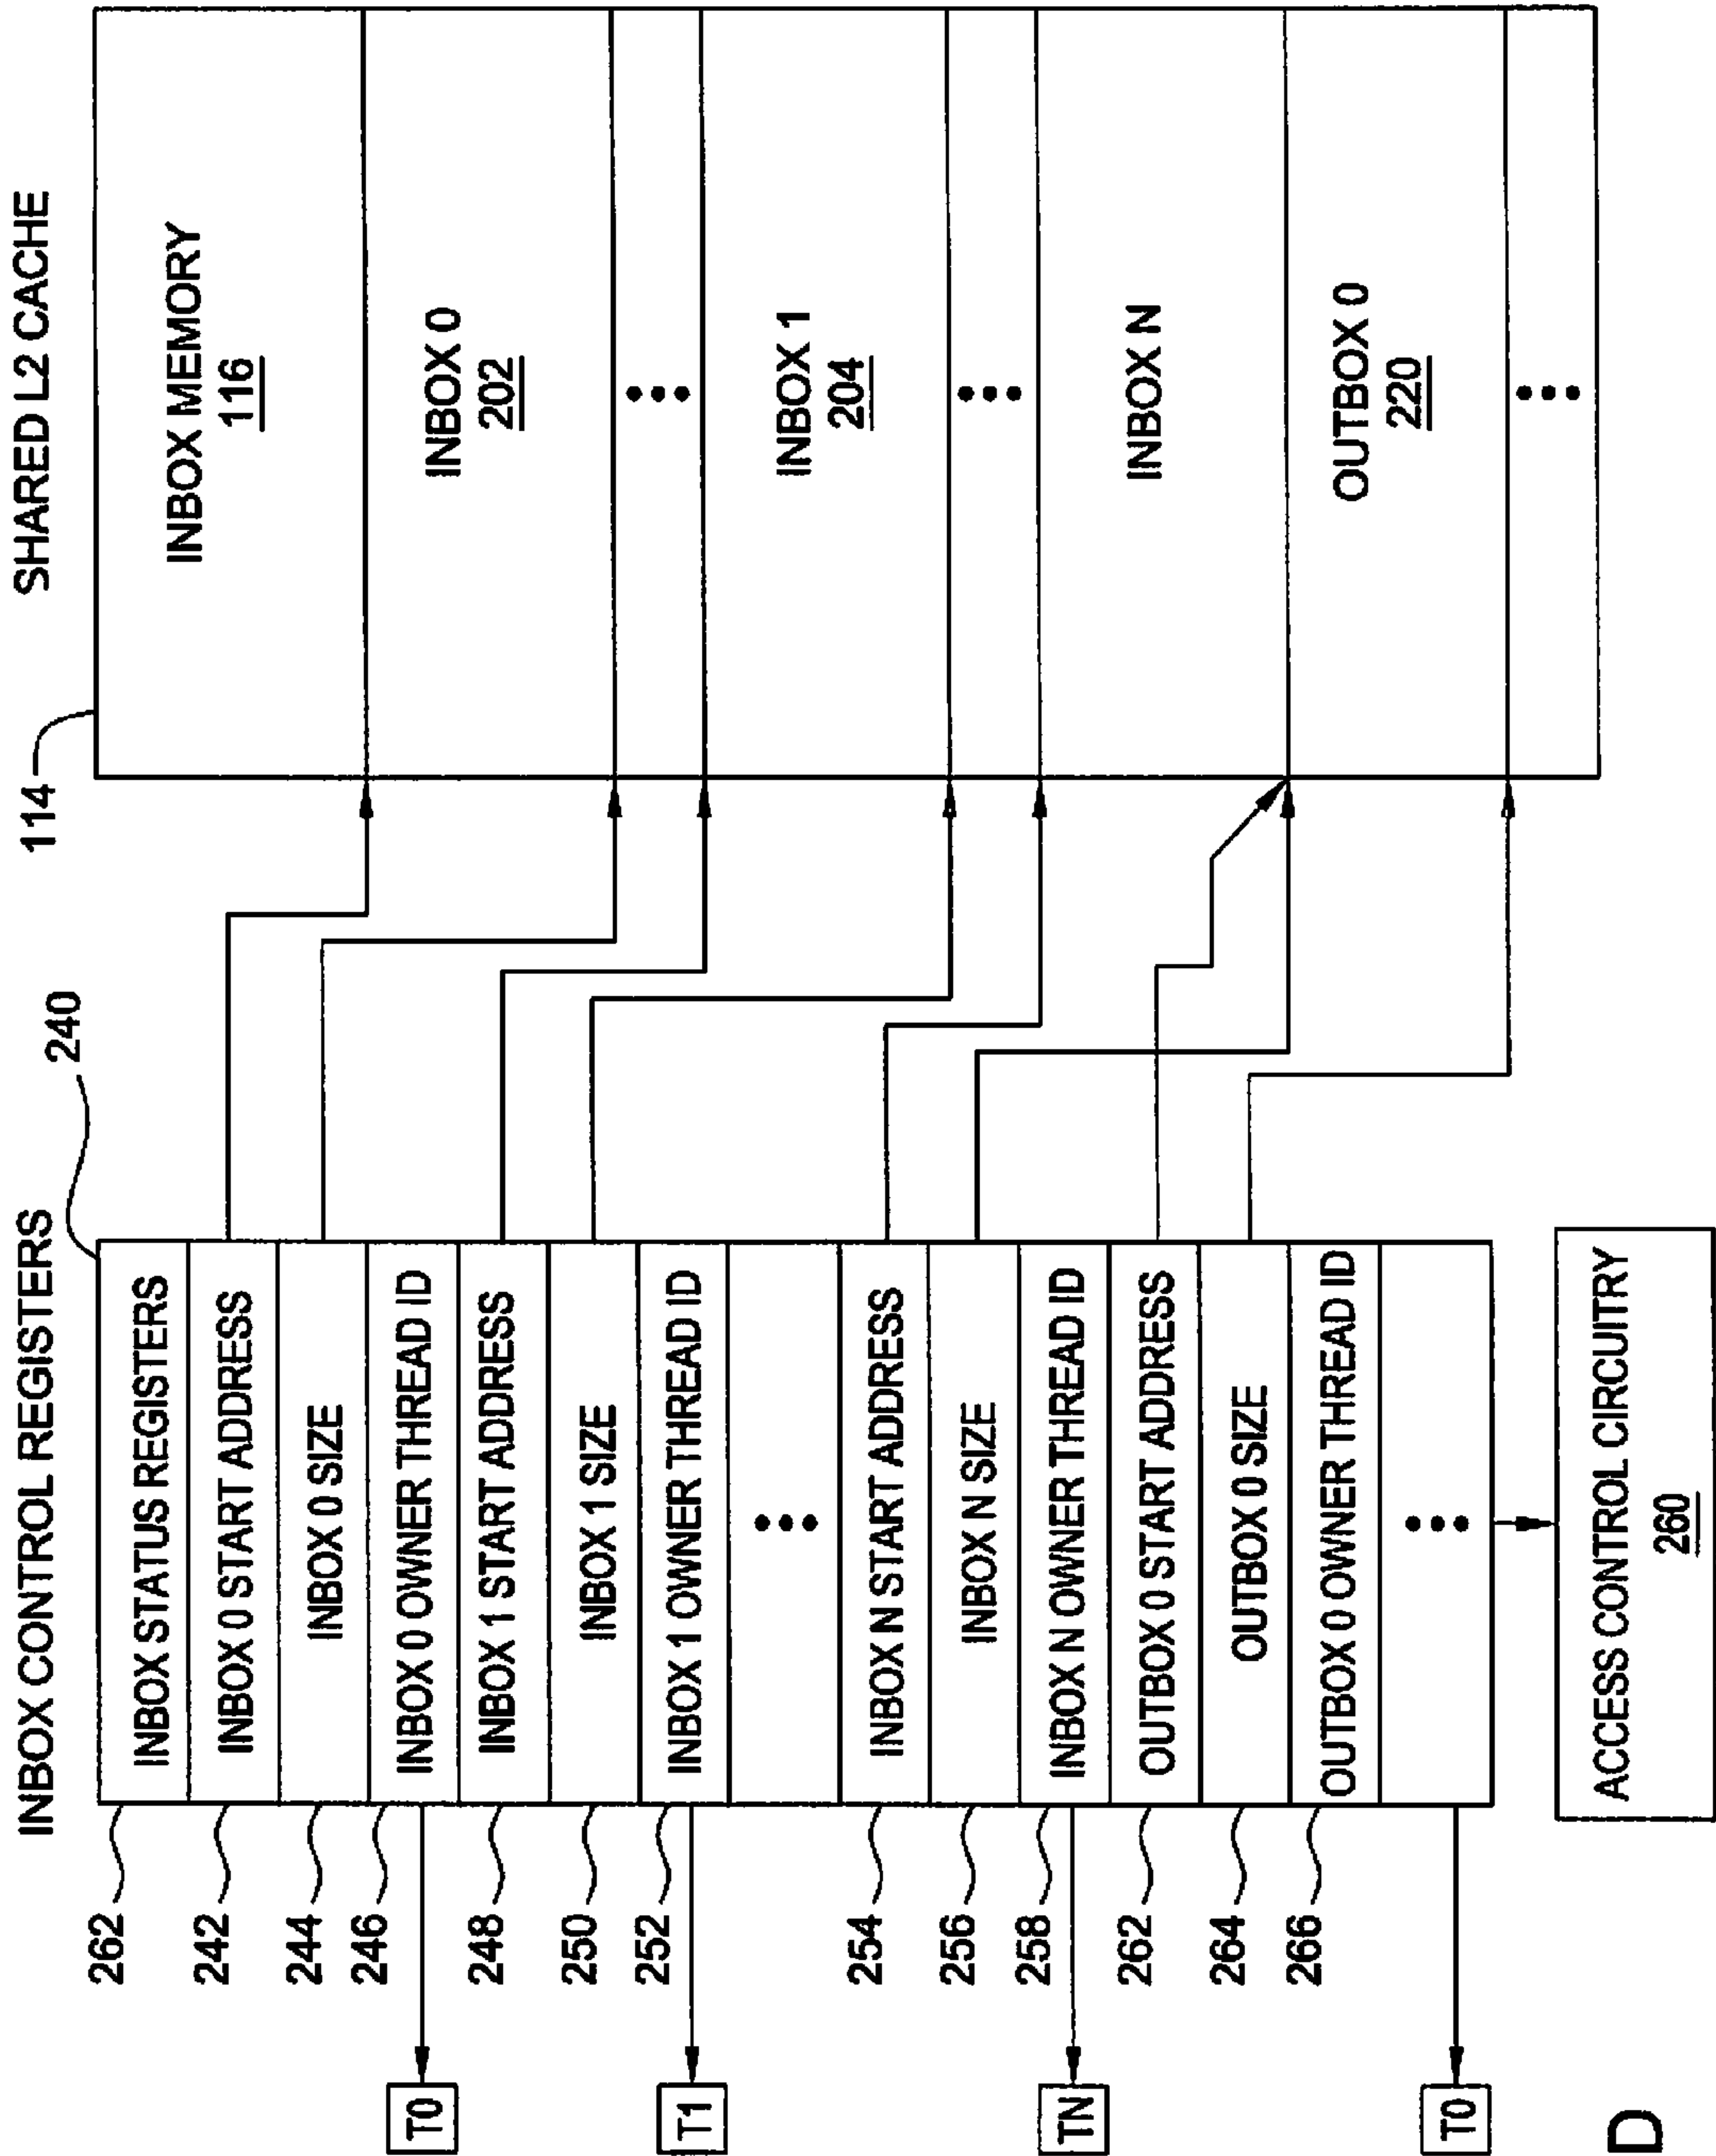 INBOX CONTROL REGISTERS
240
262
INBOX STATUS REGISTERS
242
INBOX 0 START ADDRESS
244
INBOX 0 SIZE
246
INBOX 0 OWNER THREAD ID
T0
248
INBOX 1 START ADDRESS
250
INBOX 1 SIZE
252
INBOX 1 OWNER THREAD ID
T1
254
INBOX N START ADDRESS
256
INBOX N SIZE
258
INBOX N OWNER THREAD ID
TN
262
OUTBOX 0 START ADDRESS
264
OUTBOX 0 SIZE
266
OUTBOX 0 OWNER THREAD ID
T0
ACCESS CONTROL CIRCUITRY
260
SHARED L2 CACHE
114
INBOX MEMORY
116
INBOX 0
202
INBOX 1
204
INBOX N
OUTBOX 0
220
D